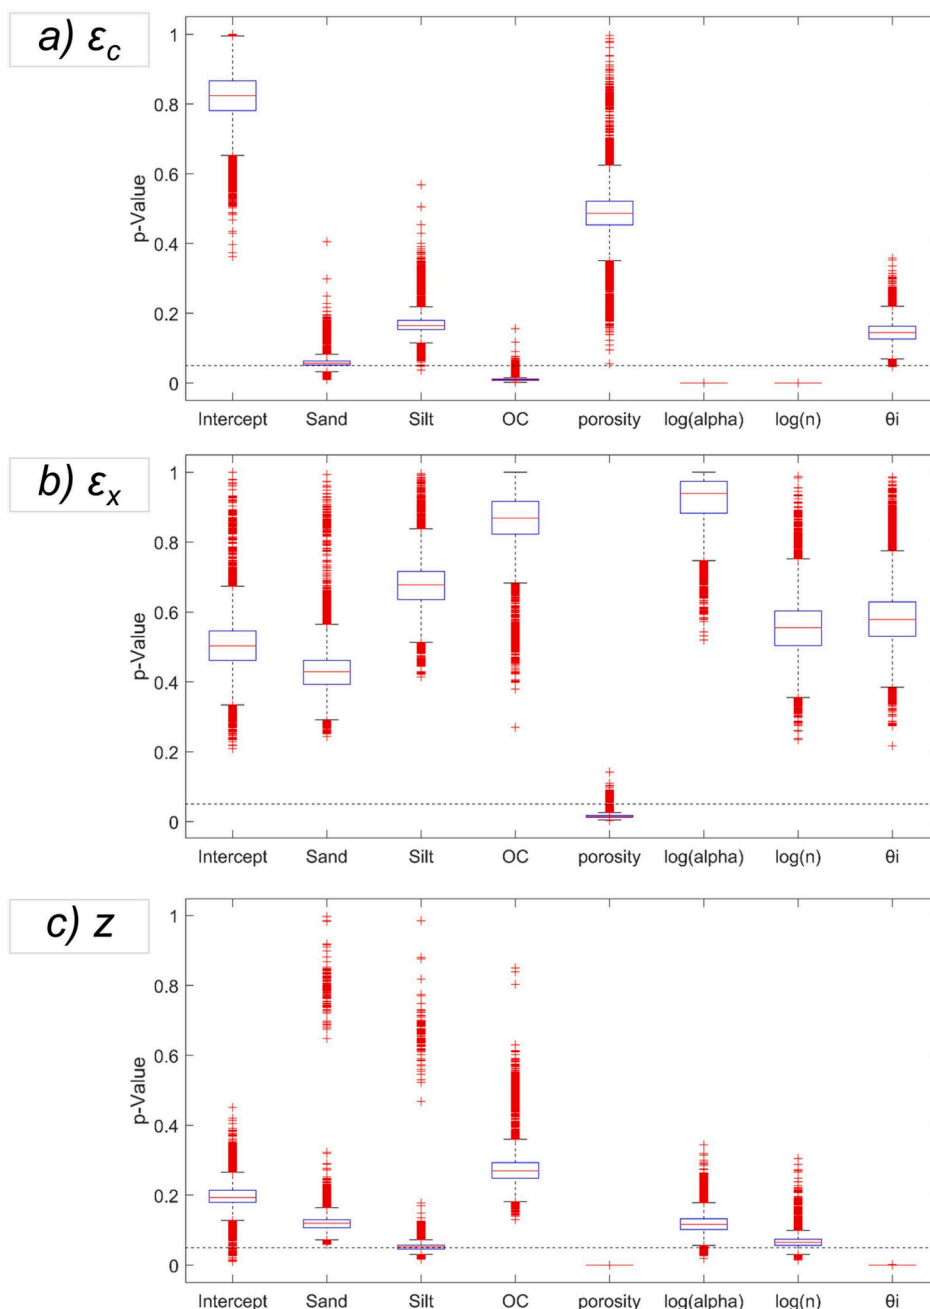 a) εc
p-Value
1
0.8
0.6
0.4
0.2
0
Intercept Sand Silt OC porosity log(alpha) log(n) θi
b) εx
p-Value
1
0.8
0.6
0.4
0.2
0
Intercept Sand Silt OC porosity log(alpha) log(n) θi
c) z
p-Value
1
0.8
0.6
0.4
0.2
0
Intercept Sand Silt OC porosity log(alpha) log(n) θi